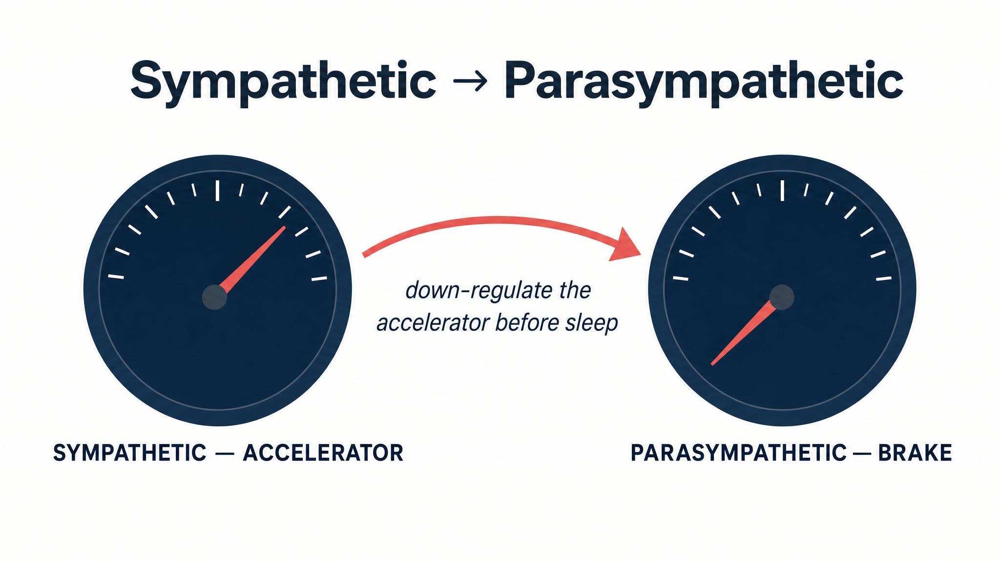 Sympathetic → Parasympathetic
down-regulate the
accelerator before sleep
SYMPATHETIC — ACCELERATOR
PARASYMPATHETIC — BRAKE